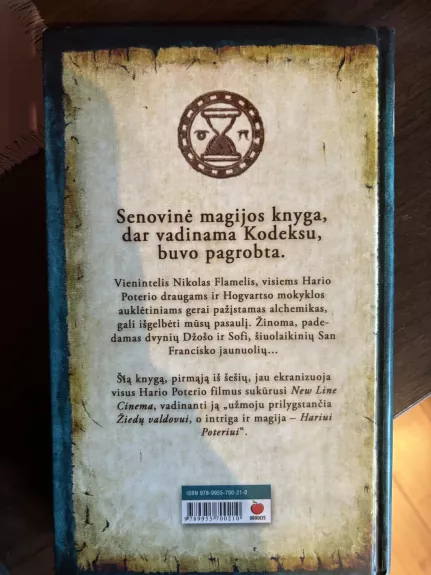 Senovinė magijos knyga,
dar vadinama Kodeksu,
buvo pagrobta.
Vienintelis Nikolas Flamelis, visiems Hario
Poterio draugams ir Hogvartso mokyklos
auklėtiniams gerai pažįstamas alchemikas,
gali išgelbėti mūsų pasaulį. Žinoma, pade-
damas dvynių Džošo ir Sofi, šiuolaikinių San
Francisko jaunuolių...
Šią knygą, pirmąją iš šešių, jau ekranizuoja
visus Hario Poterio filmus sukūrusi New Line
Cinema, vadinanti ją „užmoju prilygstančia
Žiedų valdovui, o intriga ir magija – Hariui
Poteriui“.
ISBN 978-9955-700-21-0
9789955700210
OBUOLYS